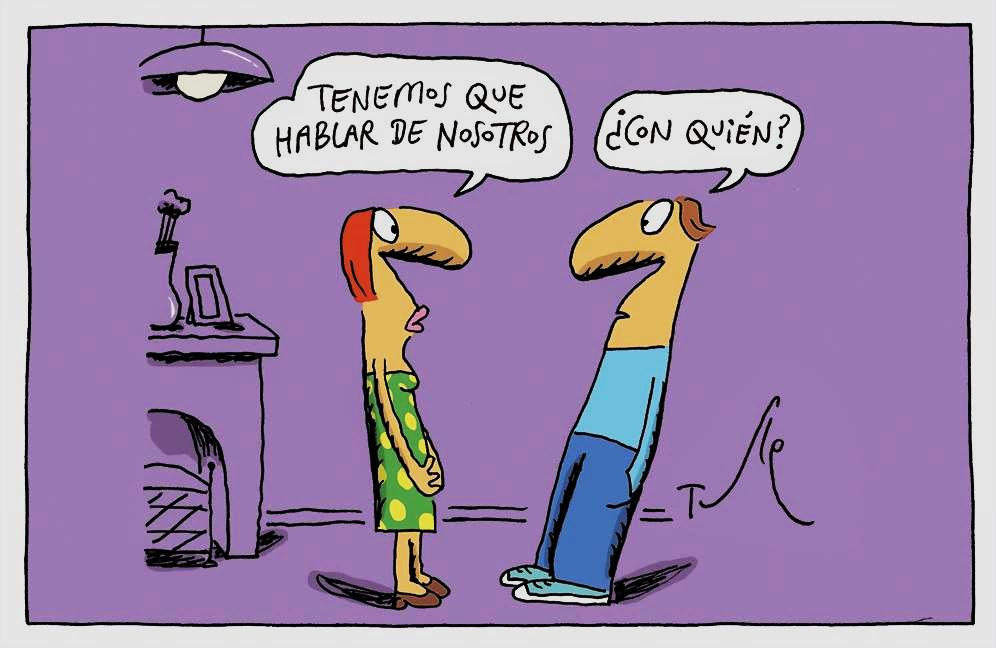 TENEMOS QUE
HABLAR DE NOSOTROS
¿CON QUIÉN?